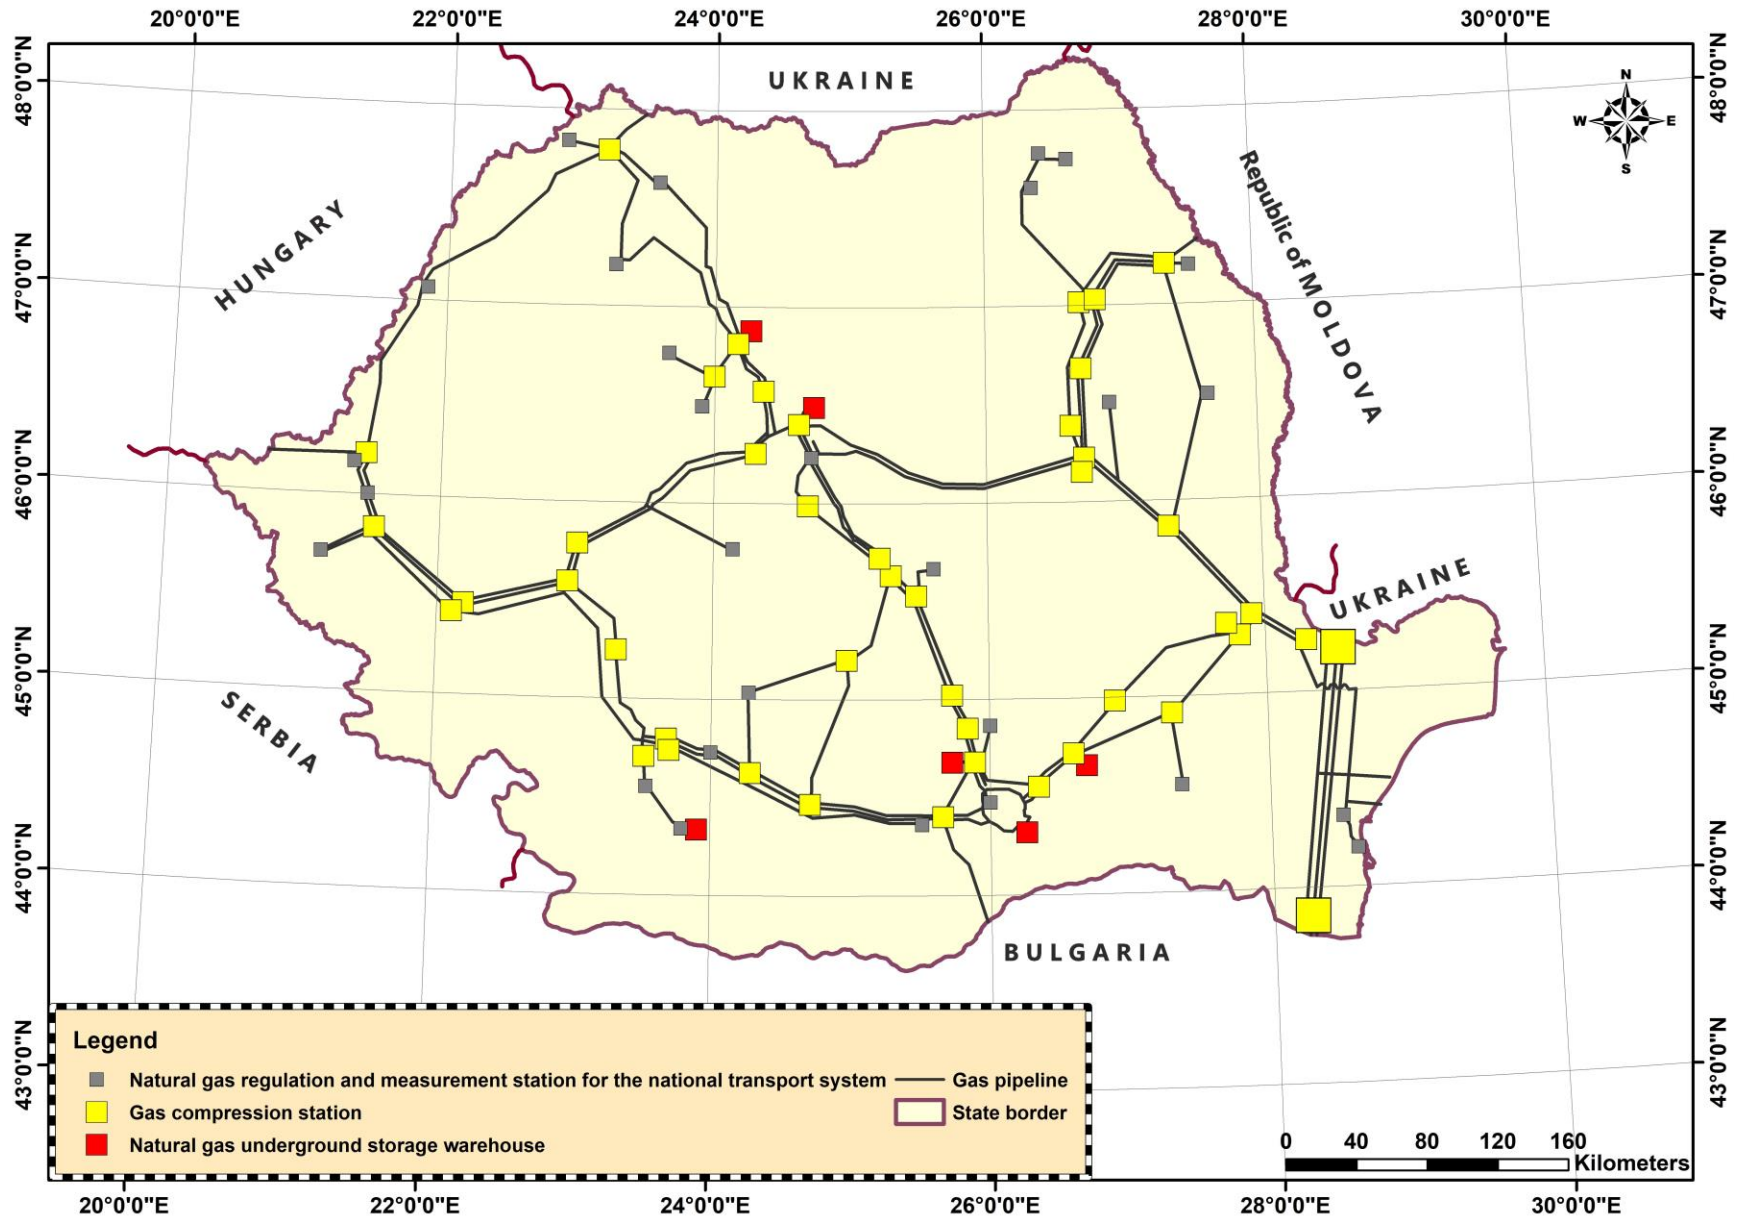 20°0'0"E 22°0'0"E 24°0'0"E 26°0'0"E 28°0'0"E 30°0'0"E
48°0'0"N
48°0'0"N
UKRAINE
N
W E
S
HUNGARY
Republic of MOLDOVA
47°0'0"N
47°0'0"N
46°0'0"N
46°0'0"N
UKRAINE
45°0'0"N
45°0'0"N
SERBIA
44°0'0"N
44°0'0"N
BULGARIA
43°0'0"N
43°0'0"N
Legend
Natural gas regulation and measurement station for the national transport system
Gas compression station
Natural gas underground storage warehouse
Gas pipeline
State border
0 40 80 120 160
Kilometers
20°0'0"E 22°0'0"E 24°0'0"E 26°0'0"E 28°0'0"E 30°0'0"E